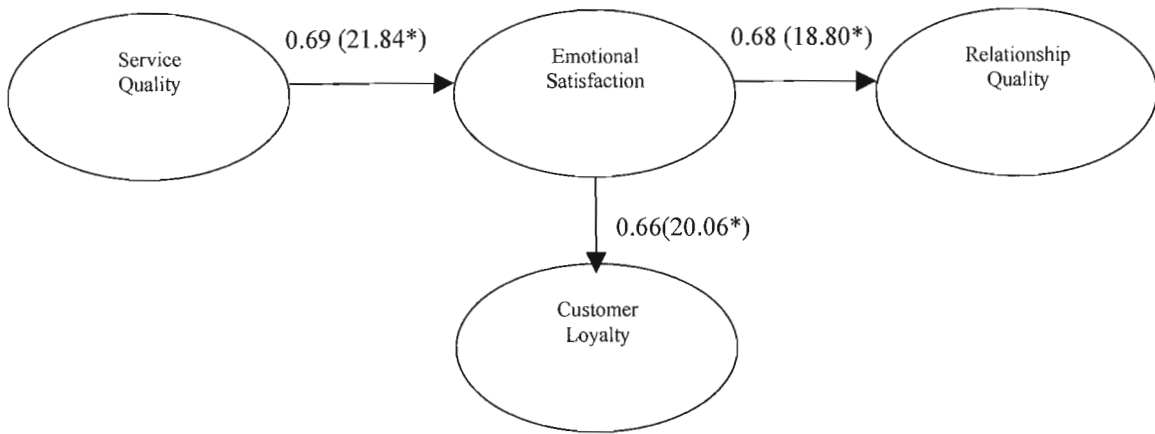 0.69 (21.84*)
0.68 (18.80*)
Service
Quality
Emotional
Satisfaction
Relationship
Quality
0.66(20.06*)
Customer
Loyalty